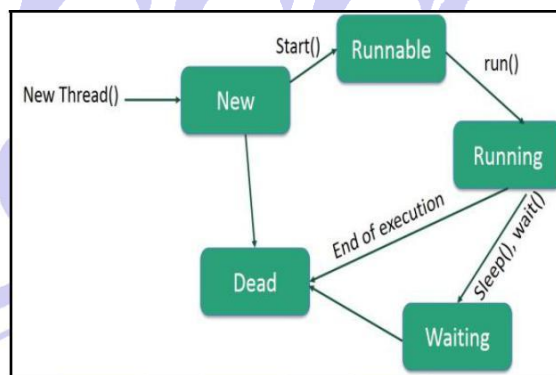 New Thread()
New
Start()
Runnable
run()
Running
End of execution
Sleep(), wait()
Dead
Waiting